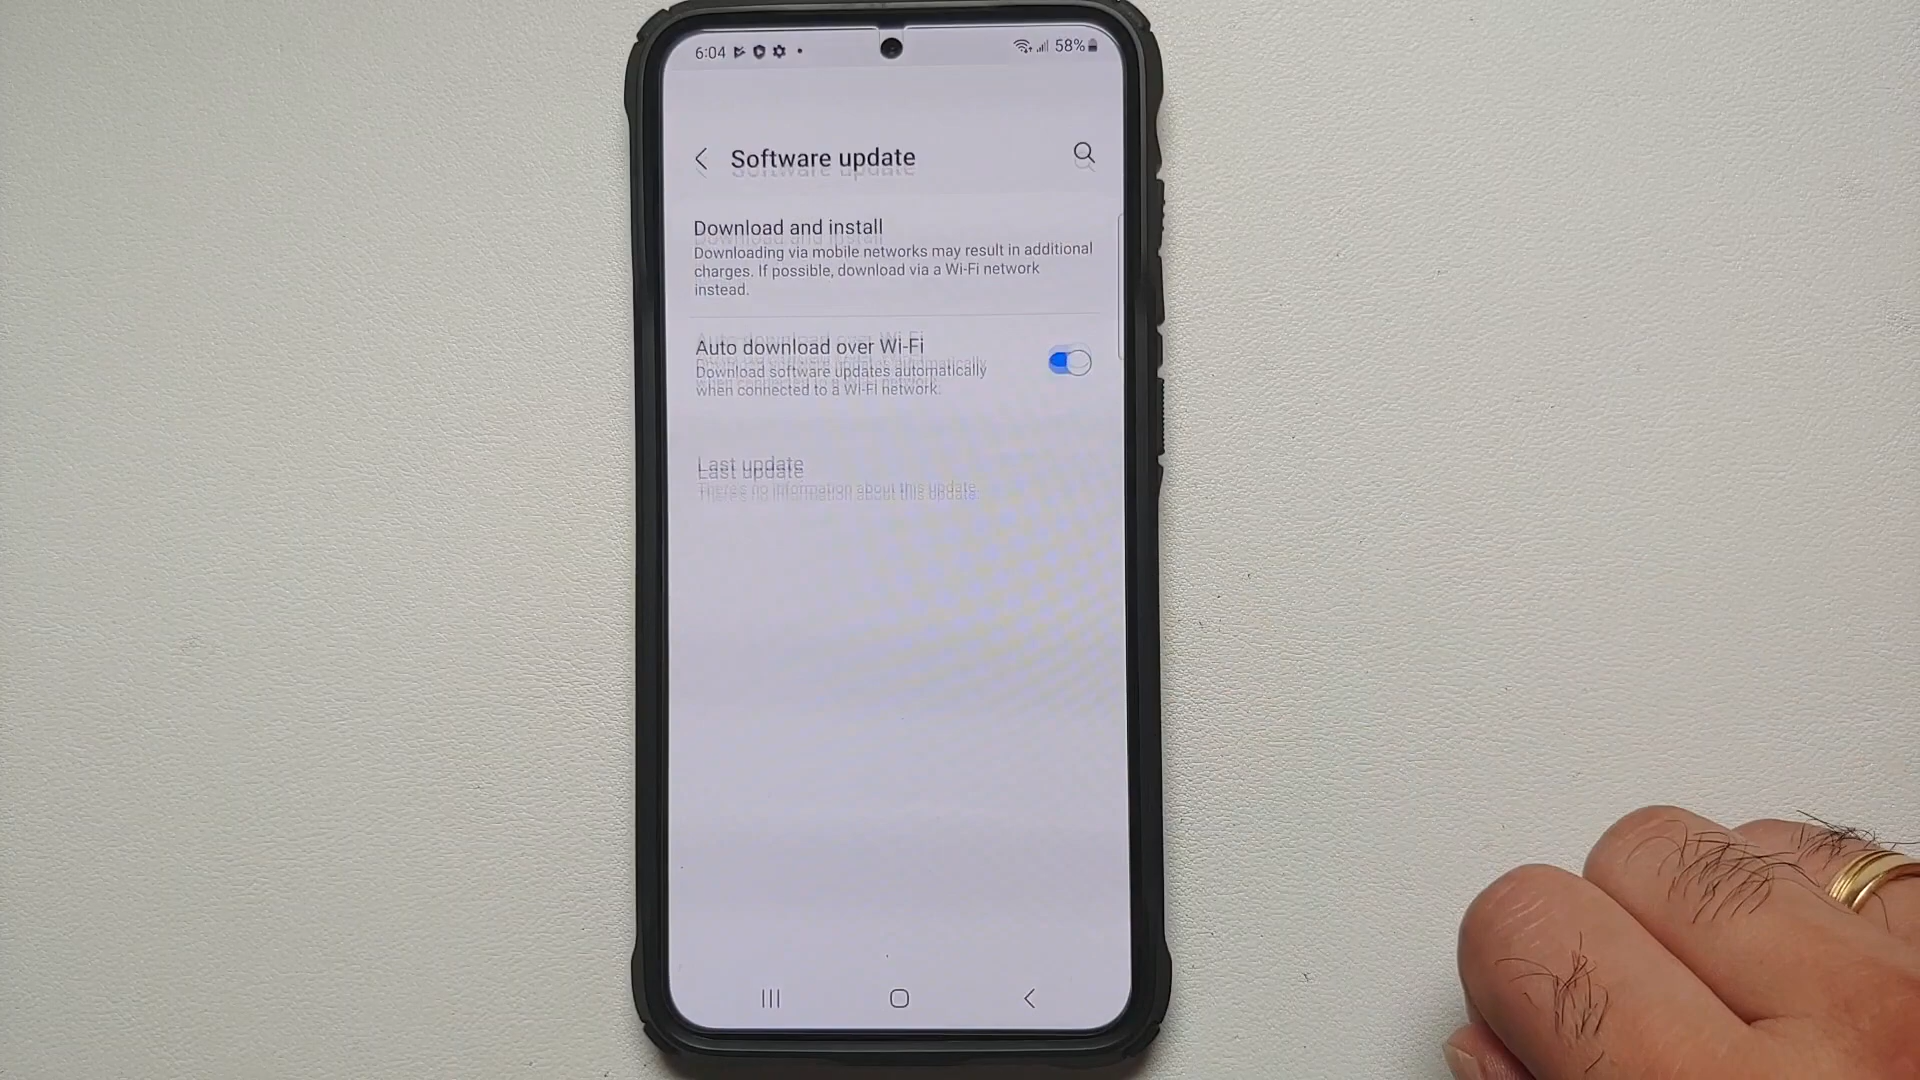 6:04
58%
Software update
Download and install
Downloading via mobile networks may result in additional
charges. If possible, download via a Wi-Fi network
instead.
Auto download over Wi-Fi
Download software updates automatically
when connected to a Wi-Fi network.
Last update
There's no information about this update.